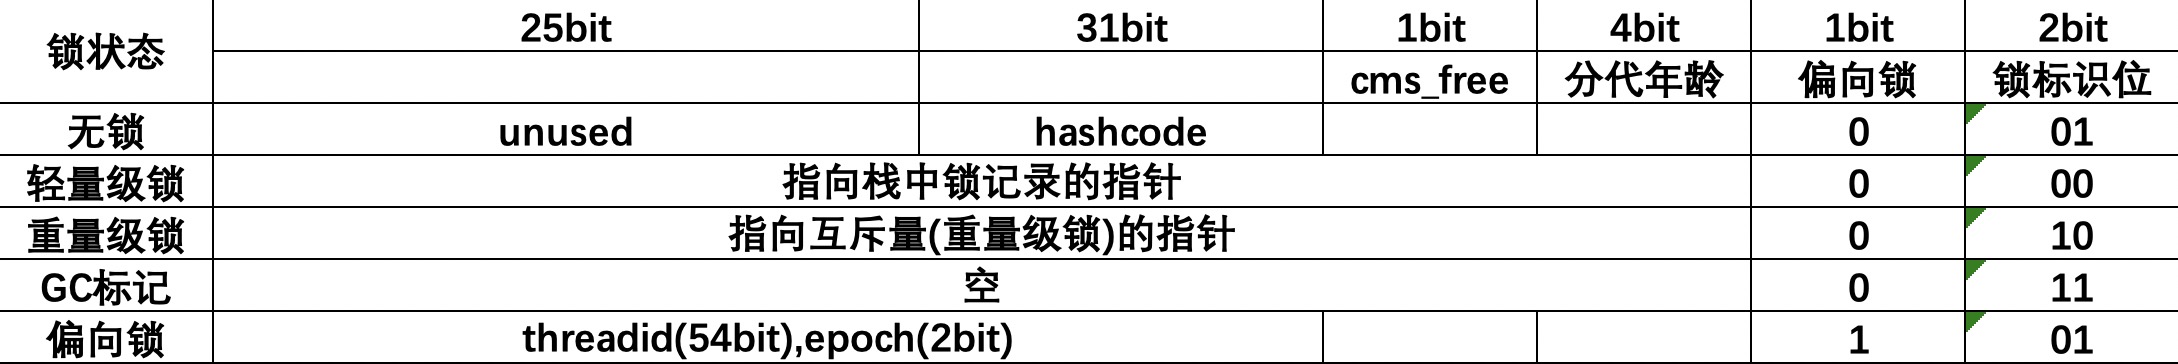 锁状态 25bit 31bit 1bit 4bit 1bit 2bit
cms_free 分代年龄 偏向锁 锁标识位
无锁 unused hashcode 0 01
轻量级锁 指向栈中锁记录的指针 0 00
重量级锁 指向互斥量(重量级锁)的指针 0 10
GC标记 空 0 11
偏向锁 threadid(54bit),epoch(2bit) 1 01